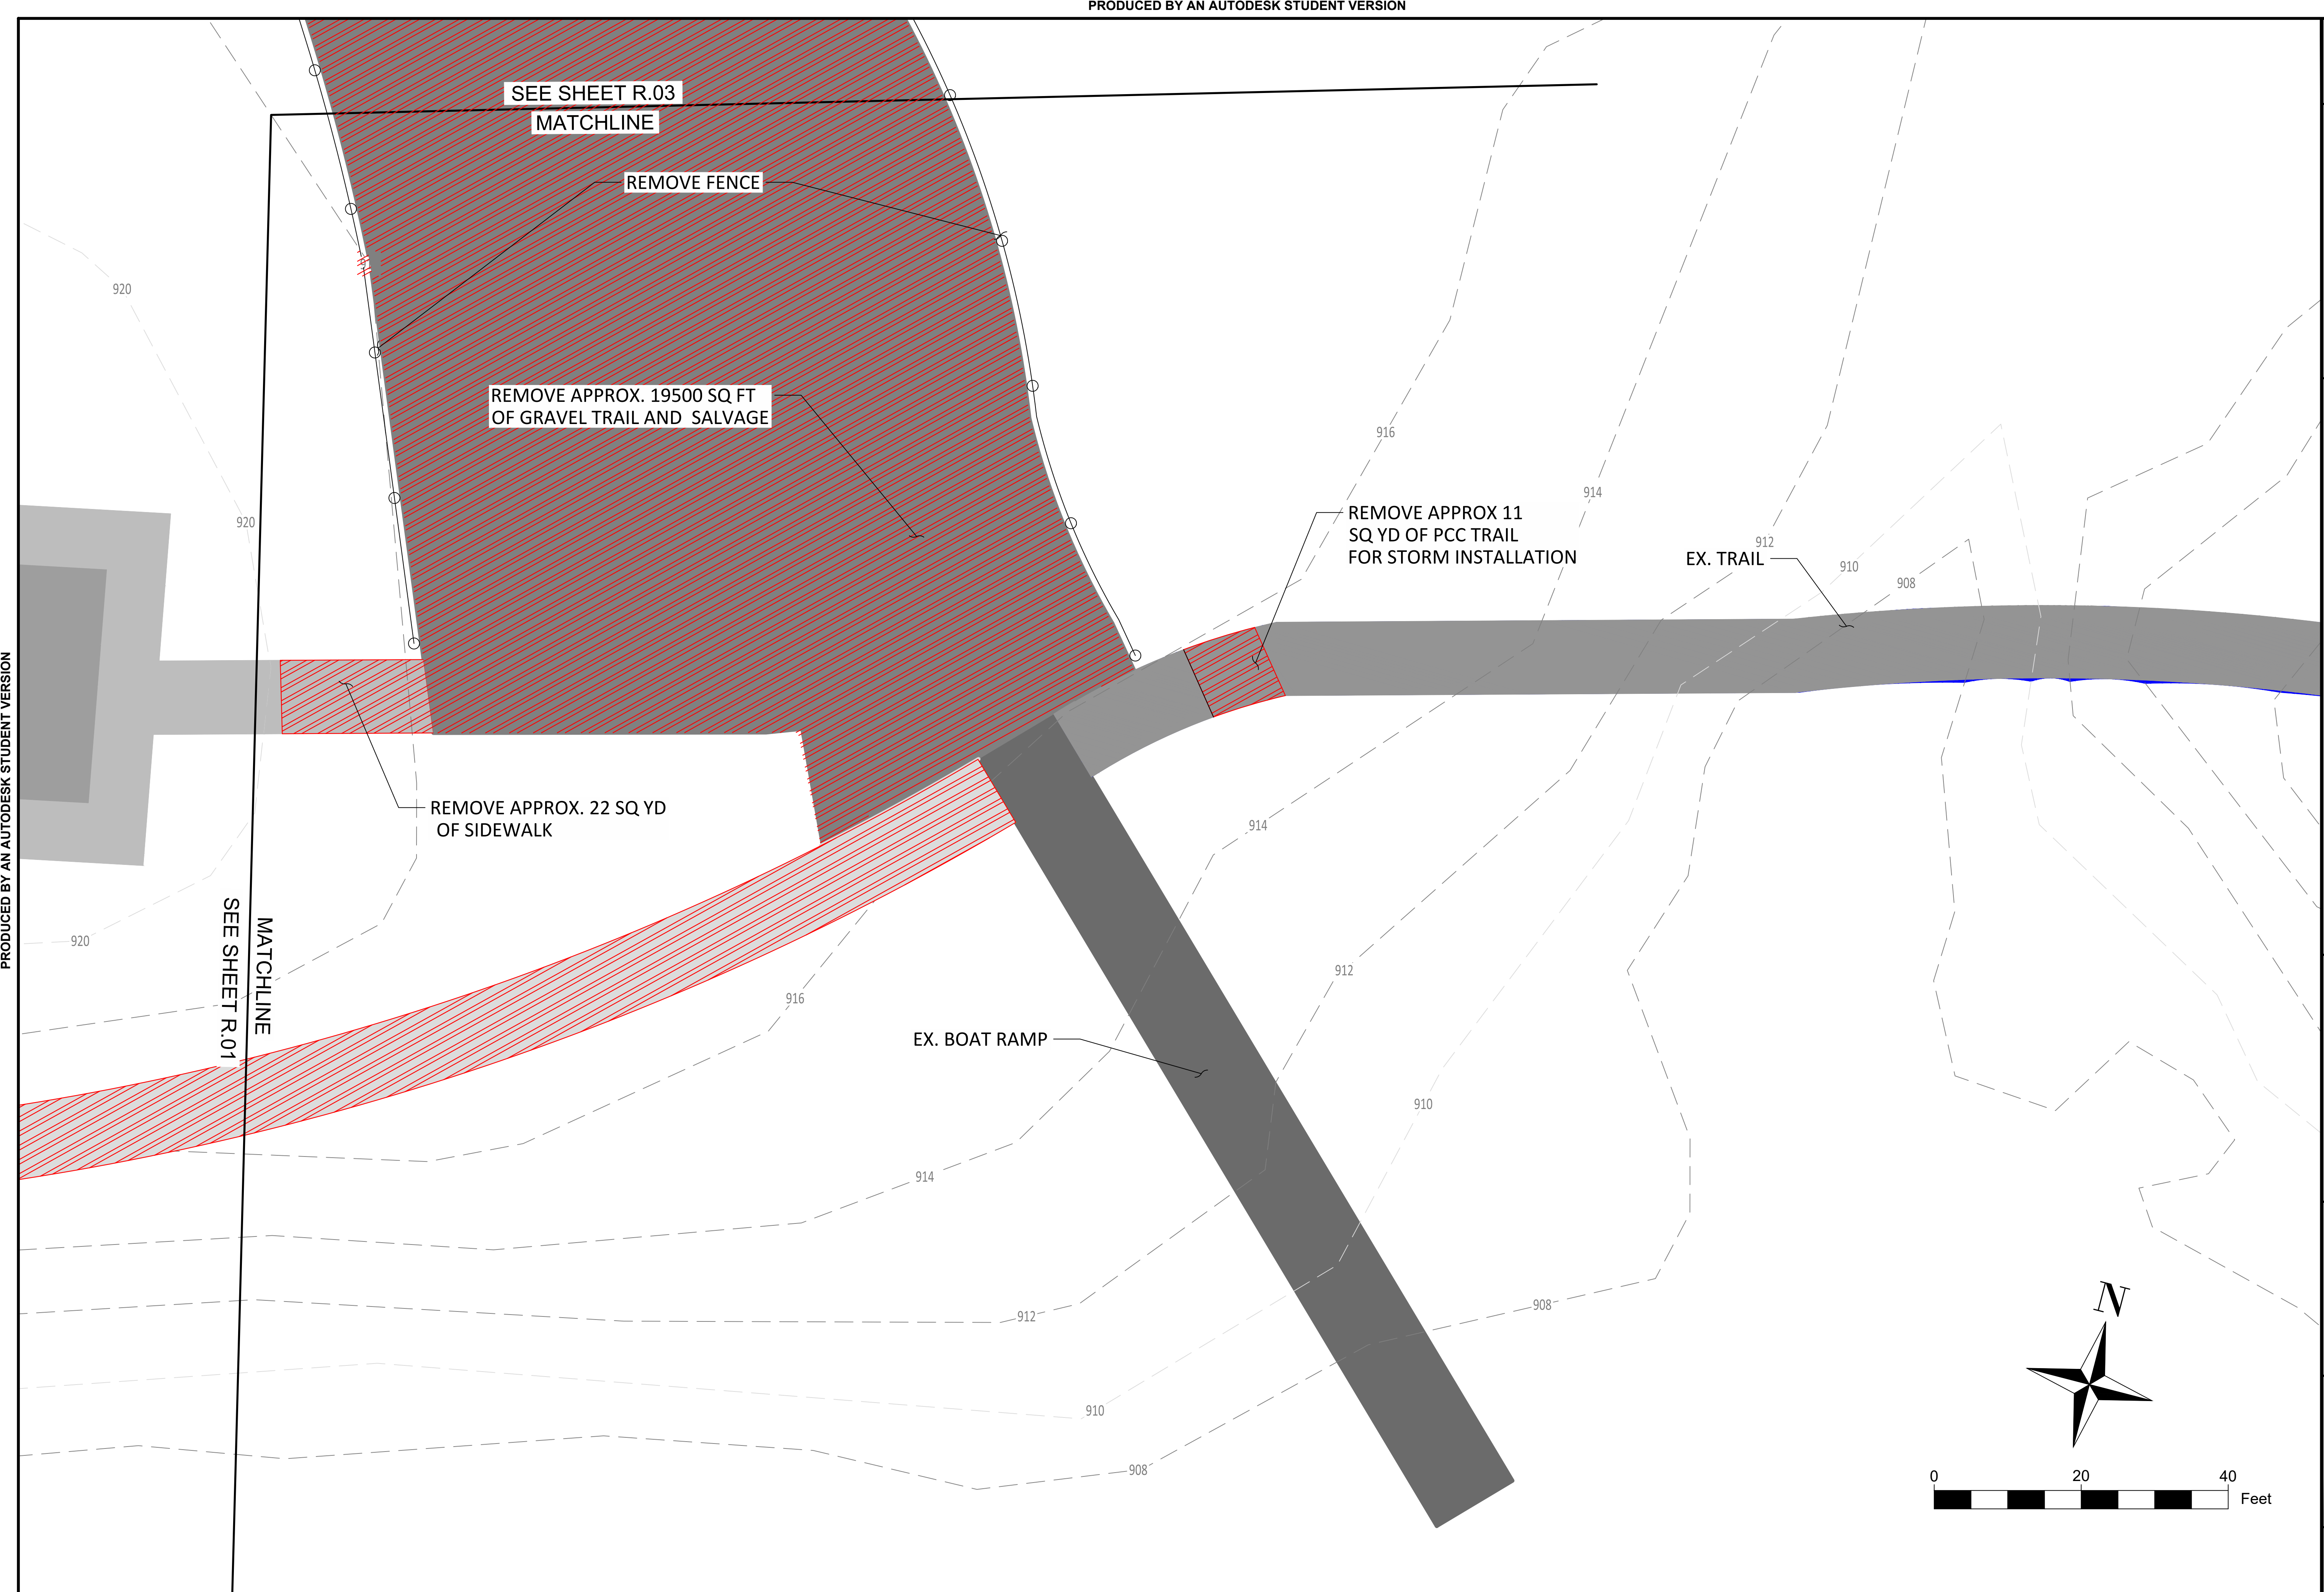 PRODUCED BY AN AUTODESK STUDENT VERSION
SEE SHEET R.03
MATCHLINE
REMOVE FENCE
920
REMOVE APPROX. 19500 SQ FT
OF GRAVEL TRAIL AND SALVAGE
916
914
920
REMOVE APPROX 11
SQ YD OF PCC TRAIL
FOR STORM INSTALLATION
912
EX. TRAIL
910
908
PRODUCED BY AN AUTODESK STUDENT VERSION
REMOVE APPROX. 22 SQ YD
OF SIDEWALK
914
920
MATCHLINE
SEE SHEET R.01
912
916
EX. BOAT RAMP
910
914
N
908
912
910
908
0 20 40
Feet